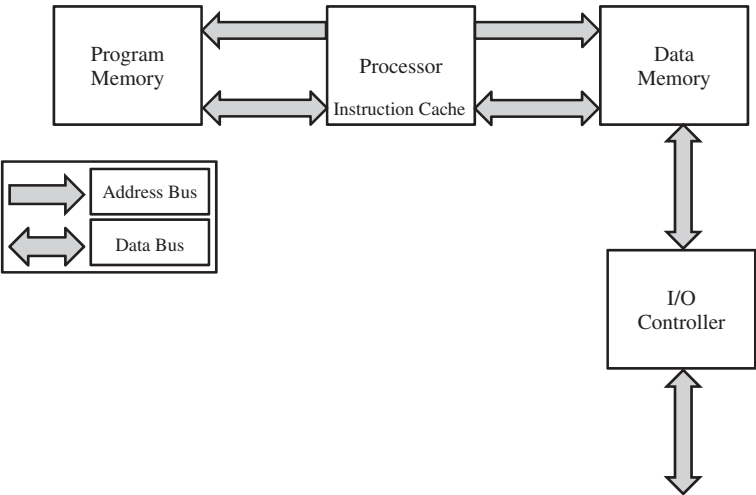 Program
Memory
Processor
Instruction Cache
Data
Memory
Address Bus
Data Bus
I/O
Controller